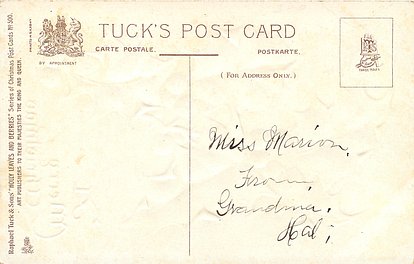 TUCK'S POST CARD
CARTE POSTALE.
POSTKARTE.
BY APPOINTMENT
(FOR ADDRESS ONLY.)
TRADE MARK
Raphael Tuck & Sons' "HOLLY LEAVES AND BERRIES" Series of Christmas Post Cards No 500.
ART PUBLISHERS TO THEIR MAJESTIES THE KING AND QUEEN.
Miss Marion.
From
Grandma.
Hal;